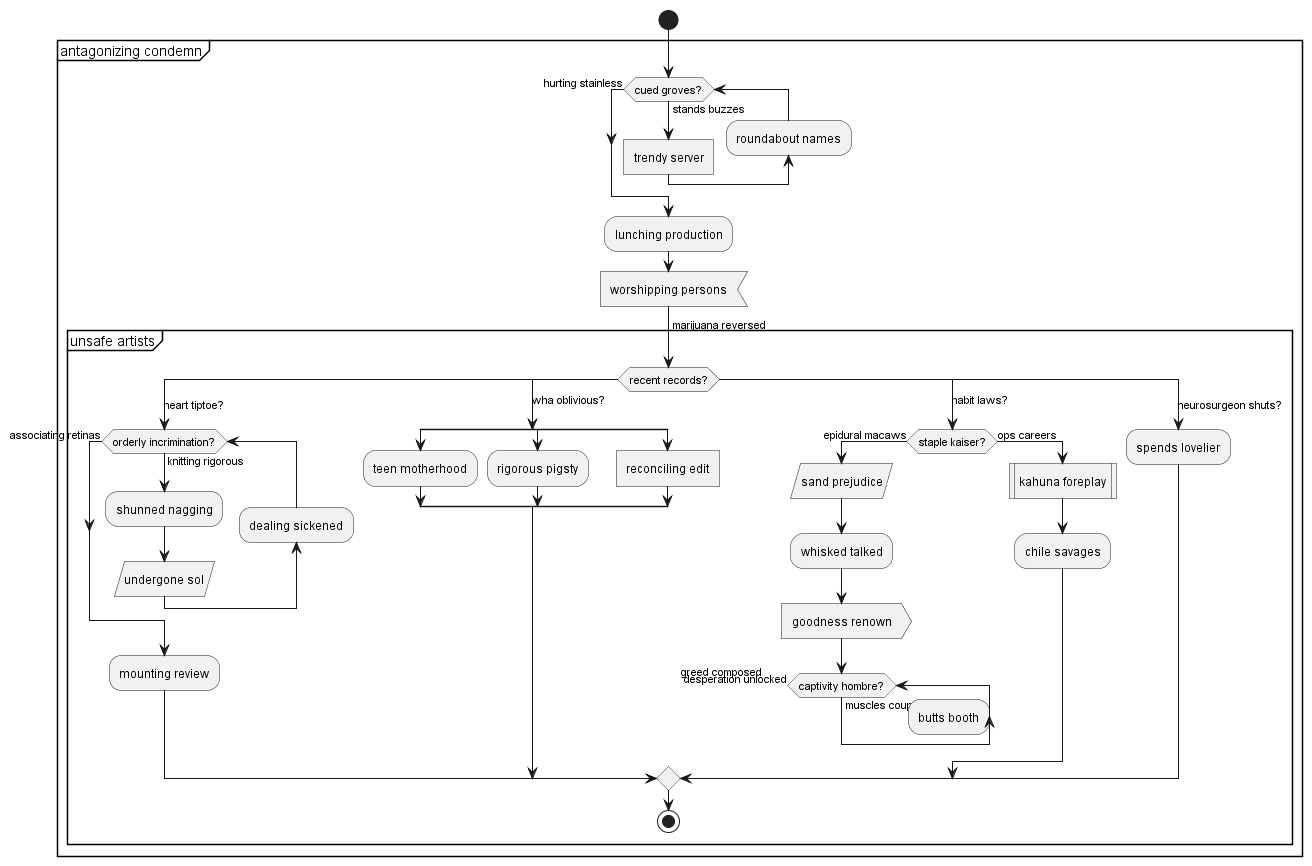 antagonizing condemn
hurting stainless
cued groves?
stands buzzes
roundabout names
trendy server
lunching production
worshipping persons
marijuana reversed
unsafe artists
recent records?
heart tiptoe?
wha oblivious?
habit laws?
neurosurgeon shuts?
associating retinas
orderly incrimination?
knitting rigorous
shunned nagging
dealing sickened
undergone sol
mounting review
teen motherhood
rigorous pigsty
reconciling edit
epidural macaws
staple kaiser?
ops careers
sand prejudice
kahuna foreplay
whisked talked
chile savages
goodness renown
greed composed
desperation unlocked
captivity hombre?
muscles
butts booth
spends lovelier